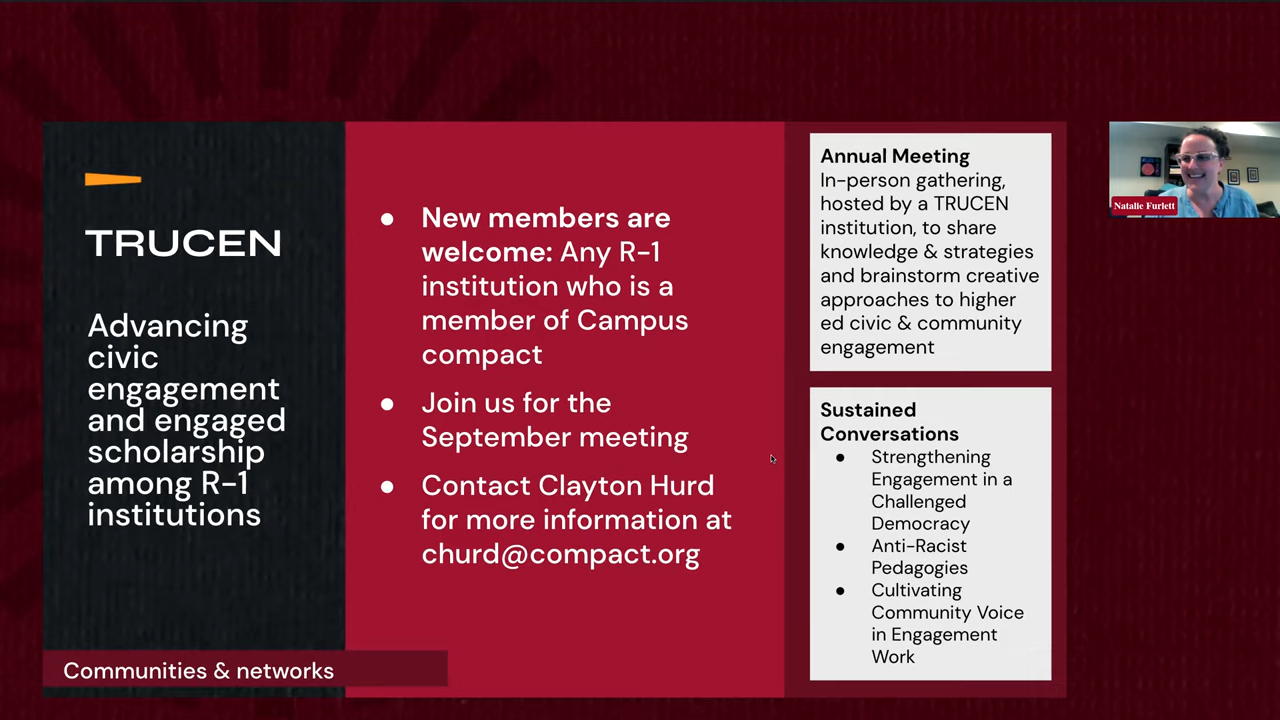 TRUCEN
Advancing
civic
engagement
and engaged
scholarship
among R-1
institutions
Communities & networks
● New members are
welcome: Any R-1
institution who is a
member of Campus
compact
● Join us for the
September meeting
● Contact Clayton Hurd
for more information at
churd@compact.org
Annual Meeting
In-person gathering,
hosted by a TRUCEN
institution, to share
knowledge & strategies
and brainstorm creative
approaches to higher
ed civic & community
engagement
Sustained
Conversations
● Strengthening
Engagement in a
Challenged
Democracy
● Anti-Racist
Pedagogies
● Cultivating
Community Voice
in Engagement
Work
Natalie Furlett